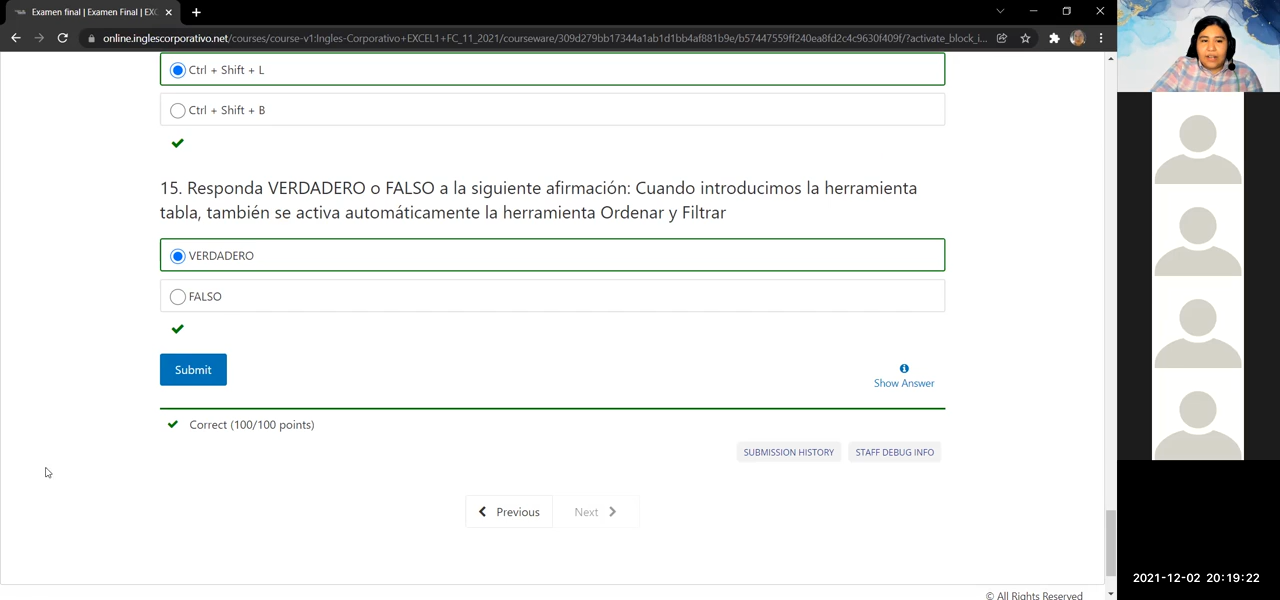 Examen final | Examen Final | EXC
online.inglescorporativo.net/courses/course-v1:Ingles-Corporativo+EXCEL1+FC_11_2021/courseware/309d279bb17344a1ab1d1bb4af881b9e/b57447559ff240ea8fd2c4c9630f409f/?activate_block_i...
Ctrl + Shift + L
Ctrl + Shift + B
15. Responda VERDADERO o FALSO a la siguiente afirmación: Cuando introducimos la herramienta
tabla, también se activa automáticamente la herramienta Ordenar y Filtrar
VERDADERO
FALSO
Submit
Show Answer
Correct (100/100 points)
SUBMISSION HISTORY
STAFF DEBUG INFO
Previous
Next
2021-12-02 20:19:22
© All Rights Reserved